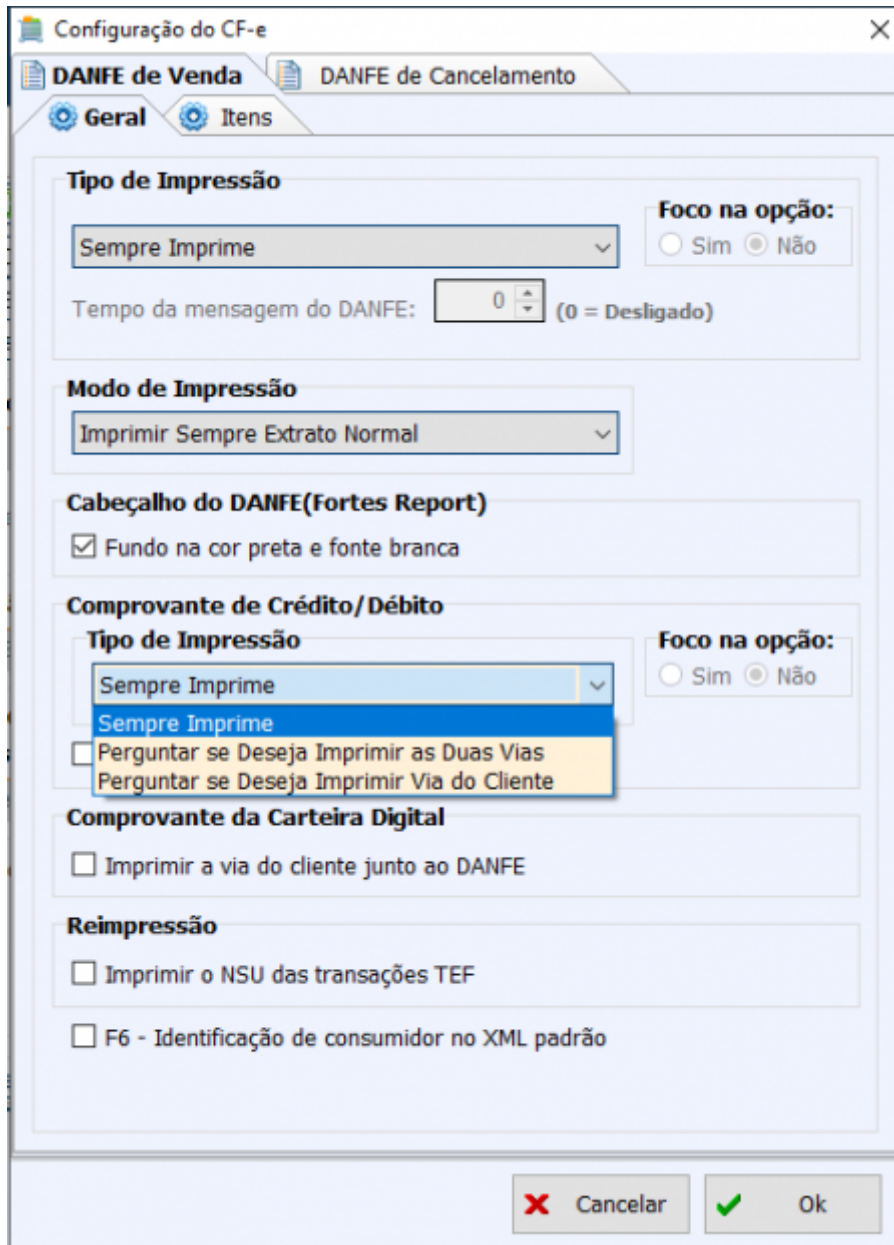 Configuração do CF-e
DANFE de Venda DANFE de Cancelamento
Geral Itens
Tipo de Impressão
Foco na opção:
Sempre Imprime
Sim Não
Tempo da mensagem do DANFE: 0 (0 = Desligado)
Modo de Impressão
Imprimir Sempre Extrato Normal
Cabeçalho do DANFE(Fortes Report)
Fundo na cor preta e fonte branca
Comprovante de Crédito/Débito
Tipo de Impressão
Foco na opção:
Sempre Imprime
Sim Não
Sempre Imprime
Perguntar se Deseja Imprimir as Duas Vias
Perguntar se Deseja Imprimir Via do Cliente
Comprovante da Carteira Digital
Imprimir a via do cliente junto ao DANFE
Reimpressão
Imprimir o NSU das transações TEF
F6 - Identificação de consumidor no XML padrão
Cancelar Ok